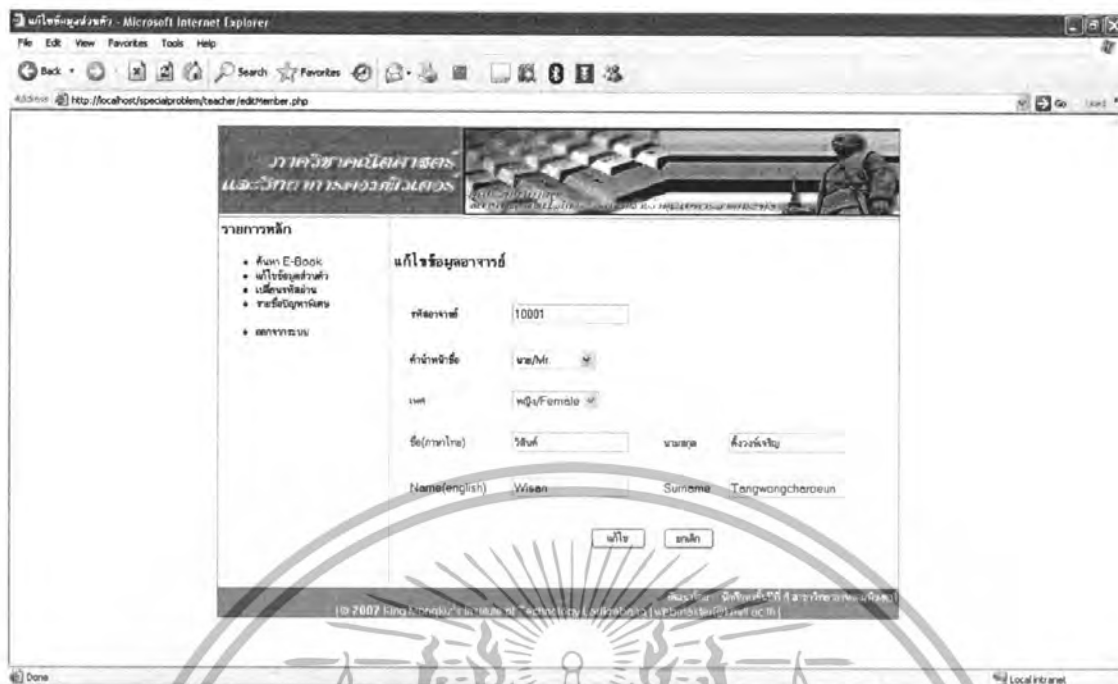 แก้ไขข้อมูลส่วนตัว - Microsoft Internet Explorer
File Edit View Favorites Tools Help
Back Search Favorites
Address http://localhost/specialproblem/teacher/editMember.php Go
ภาควิชาคณิตศาสตร์
และวิทยาการคอมพิวเตอร์
รายการหลัก
ค้นหา E-Book
แก้ไขข้อมูลส่วนตัว
เปลี่ยนรหัสผ่าน
รายชื่อปัญหาพิเศษ
ออกจากระบบ
แก้ไขข้อมูลอาจารย์
รหัสอาจารย์ 10001
คำนำหน้าชื่อ นาย/Mr.
เพศ หญิง/Female
ชื่อ(ภาษาไทย) วิสันต์ นามสกุล ตั้งวงษ์เจริญ
Name(english) Wisan Surname Tangwongcharoeun
แก้ไข ยกเลิก
© 2007 King Mongkut's Institute of Technology Ladkrabang
Done Local intranet